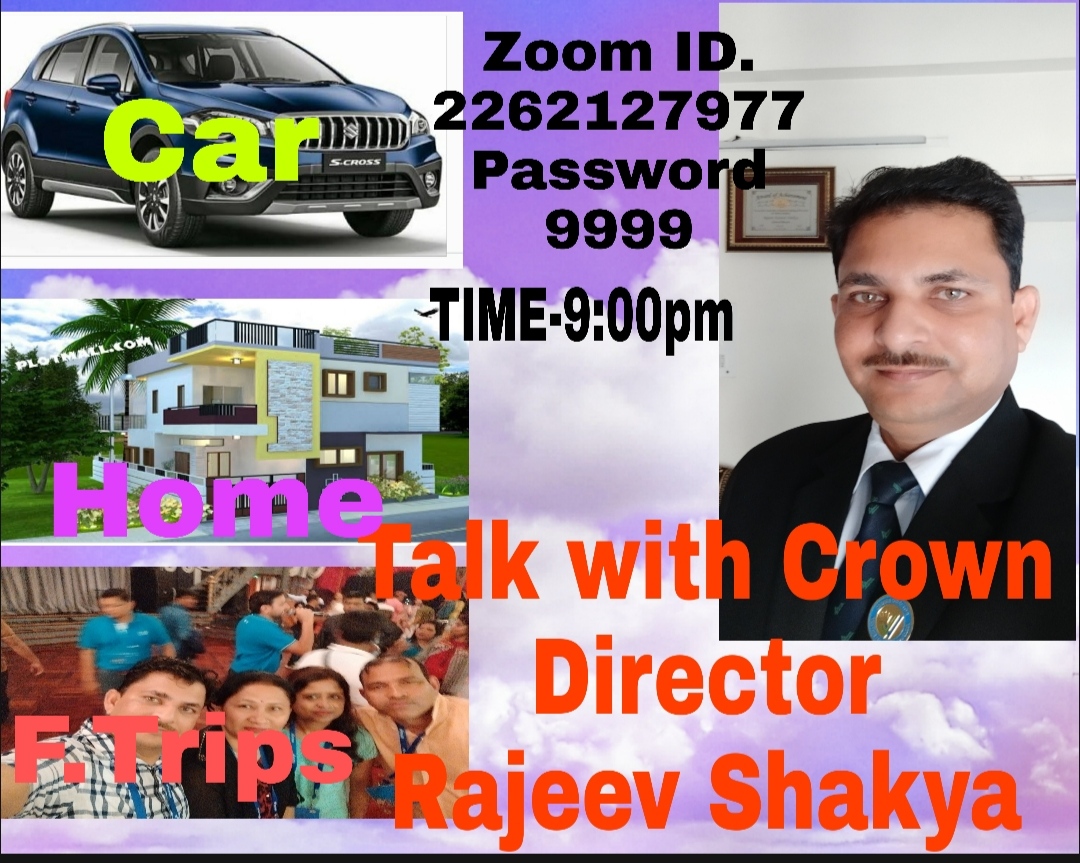 Zoom ID.
2262127977
Password
9999
TIME-9:00pm
Car
S-CROSS
PLOTMALL.COM
Home
F.Trips
Talk with Crown
Director
Rajeev Shakya